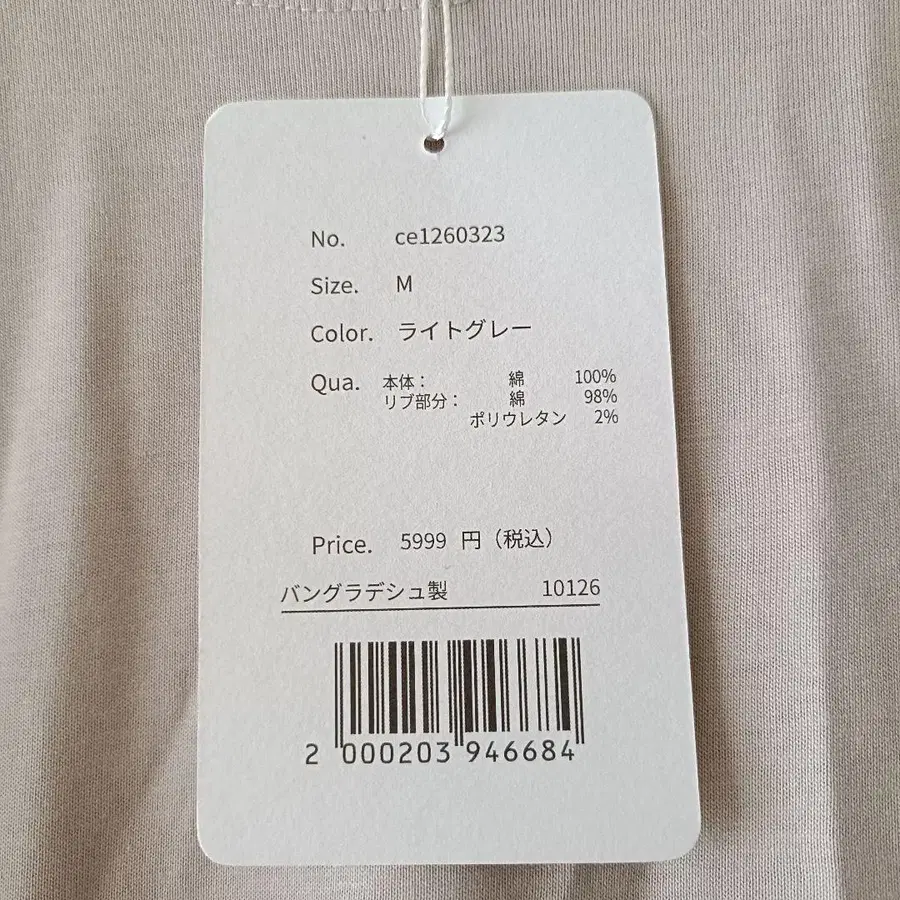 No. ce1260323
Size. M
Color. ライトグレー
Qua. 本体： 綿 100%
リブ部分： 綿 98%
ポリウレタン 2%
Price. 5999 円（税込）
バングラデシュ製 10126
2 000203 946684